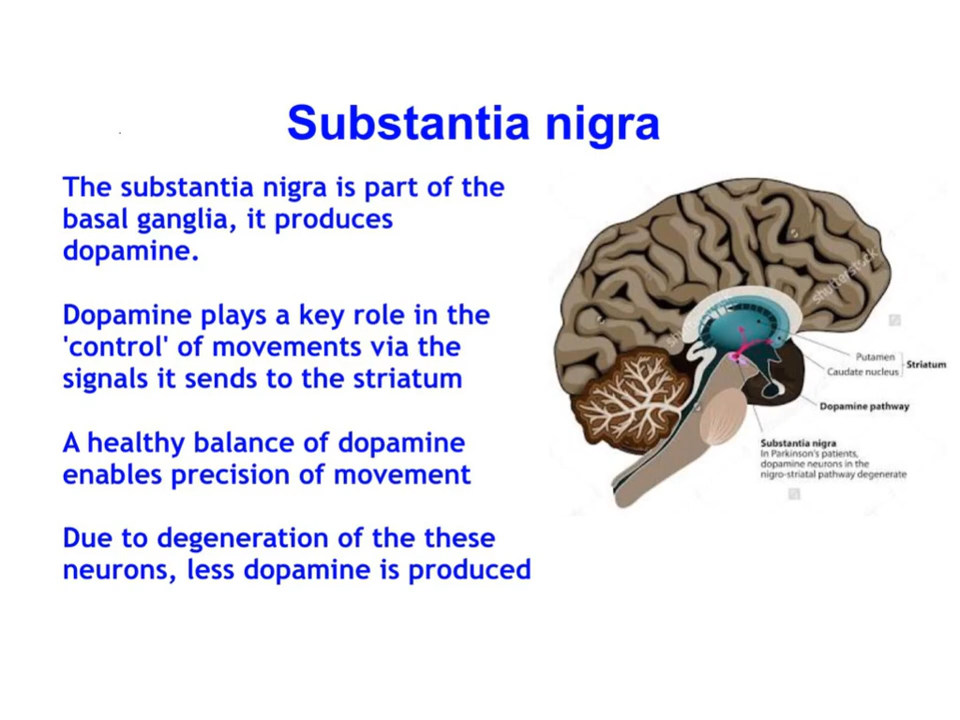 Substantia nigra
The substantia nigra is part of the
basal ganglia, it produces
dopamine.
Dopamine plays a key role in the
'control' of movements via the
signals it sends to the striatum
A healthy balance of dopamine
enables precision of movement
Due to degeneration of the these
neurons, less dopamine is produced
shutterstock
shutterstock
Putamen
Caudate nucleus
Striatum
Dopamine pathway
Substantia nigra
In Parkinson's patients,
dopamine neurons in the
nigro-striatal pathway degenerate